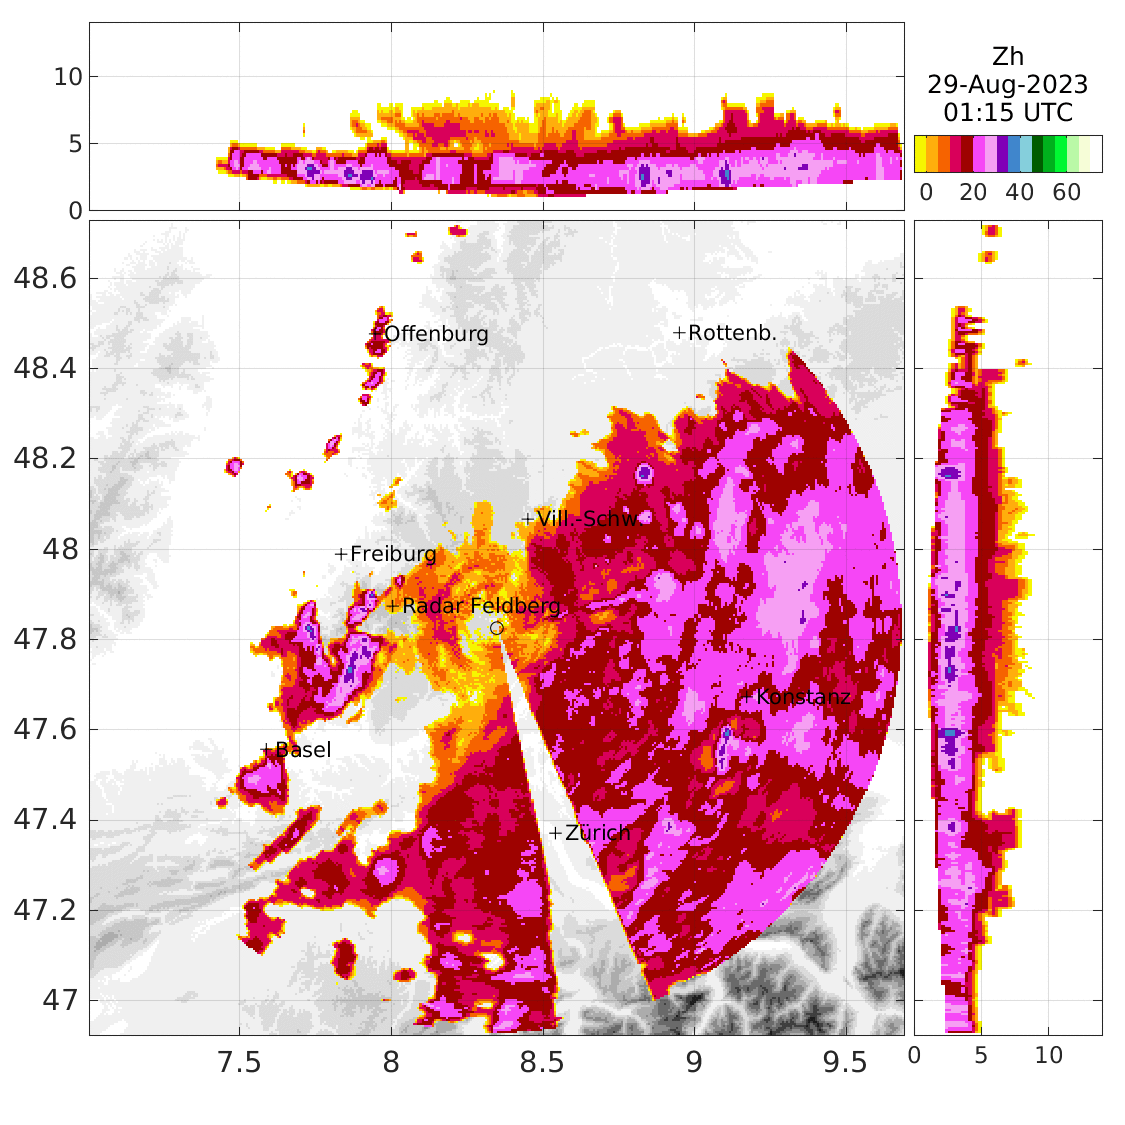 10
5
0
Zh
29-Aug-2023
01:15 UTC
0 20 40 60
48.6
48.4
48.2
48
47.8
47.6
47.4
47.2
47
+Offenburg
+Rottenb.
+Vill.-Schw.
+Freiburg
+Radar Feldberg
+Konstanz
+Basel
+Zürich
7.5 8 8.5 9 9.5
0 5 10